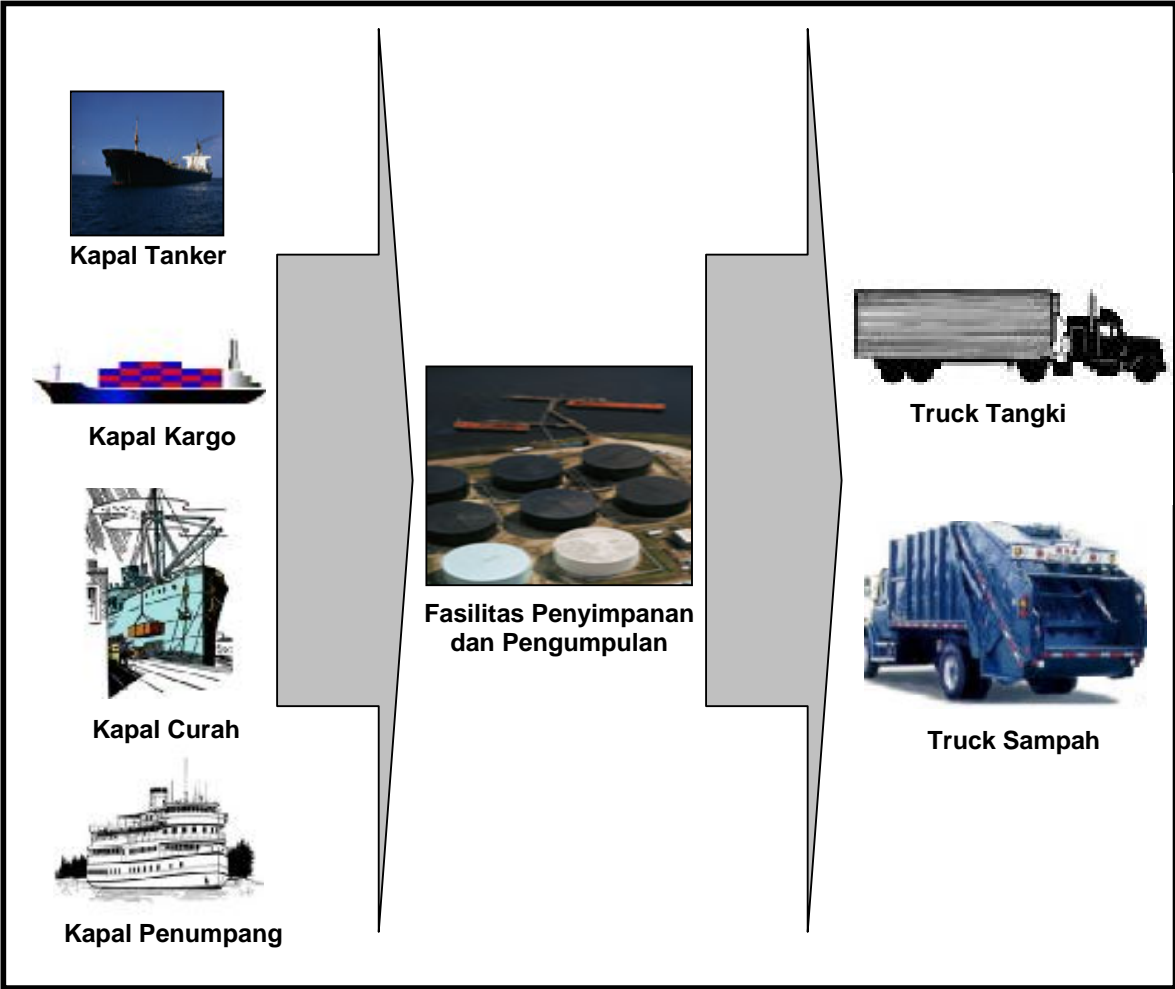 Kapal Tanker
Kapal Kargo
Kapal Curah
Kapal Penumpang
Fasilitas Penyimpanan
dan Pengumpulan
Truck Tangki
Truck Sampah